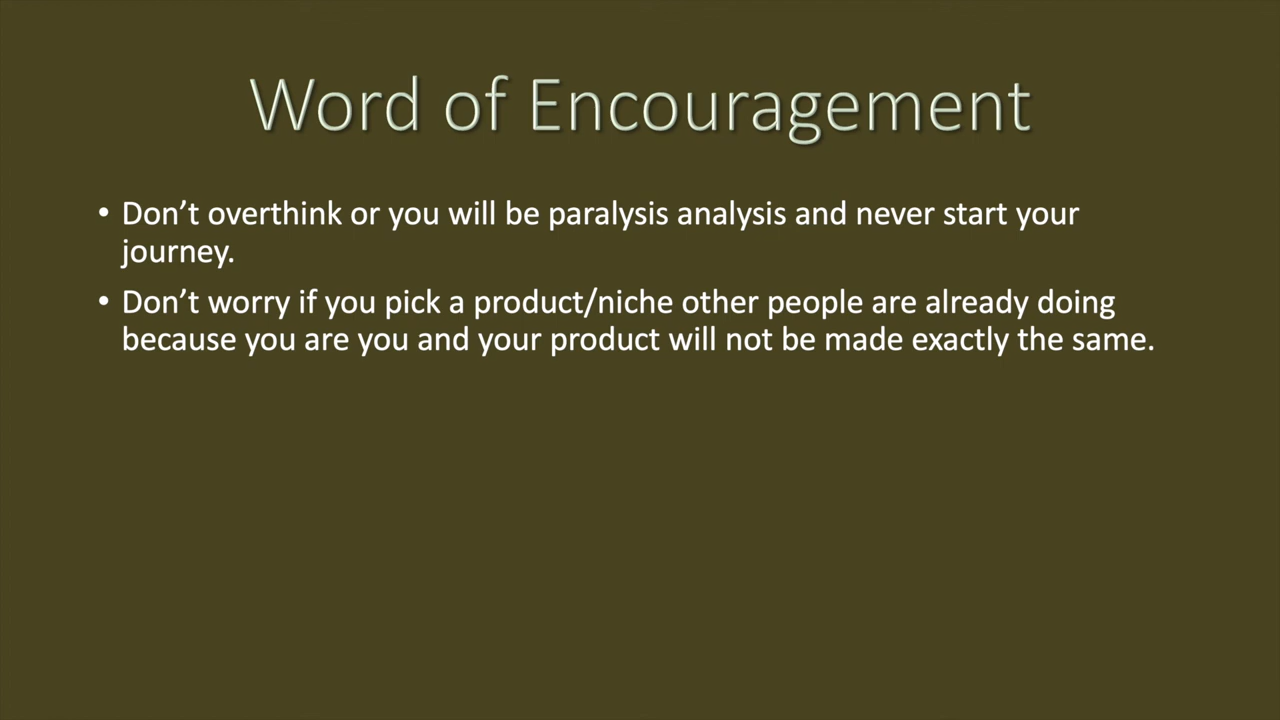 Word of Encouragement
• Don’t overthink or you will be paralysis analysis and never start your
journey.
• Don’t worry if you pick a product/niche other people are already doing
because you are you and your product will not be made exactly the same.